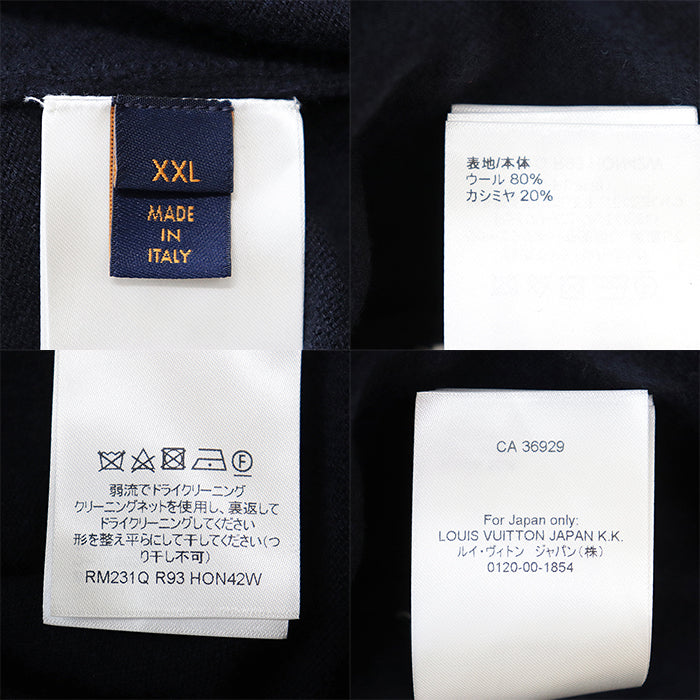 XXL
MADE
IN
ITALY
表地/本体
ウール 80%
カシミヤ 20%
弱流でドライクリーニング
クリーニングネットを使用し、裏返して
ドライクリーニングしてください
形を整え平らにして干してください(つ
り干し不可)
RM231Q R93 HON42W
CA 36929
For Japan only:
LOUIS VUITTON JAPAN K.K.
ルイ・ヴィトン ジャパン(株)
0120-00-1854